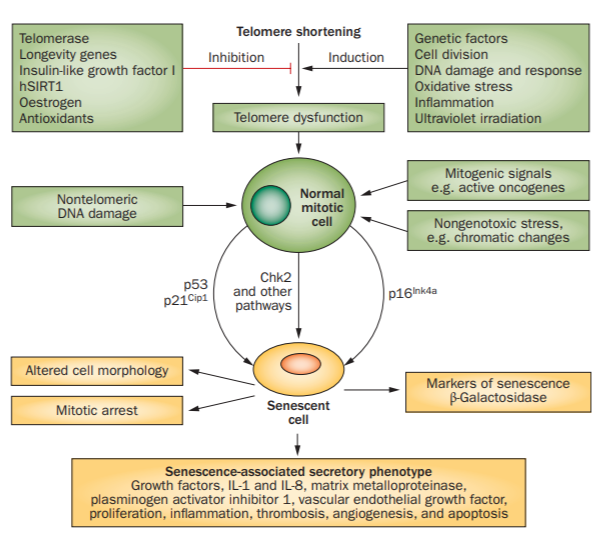 Telomere shortening
Telomerase
Longevity genes
Insulin-like growth factor I
hSIRT1
Oestrogen
Antioxidants
Inhibition
Induction
Genetic factors
Cell division
DNA damage and response
Oxidative stress
Inflammation
Ultraviolet irradiation
Telomere dysfunction
Nontelomeric
DNA damage
Normal
mitotic
cell
Mitogenic signals
e.g. active oncogenes
Nongenotoxic stress,
e.g. chromatic changes
p53
p21Cip1
Chk2
and other
pathways
p16Ink4a
Altered cell morphology
Mitotic arrest
Senescent
cell
Markers of senescence
β-Galactosidase
Senescence-associated secretory phenotype
Growth factors, IL-1 and IL-8, matrix metalloproteinase,
plasminogen activator inhibitor 1, vascular endothelial growth factor,
proliferation, inflammation, thrombosis, angiogenesis, and apoptosis